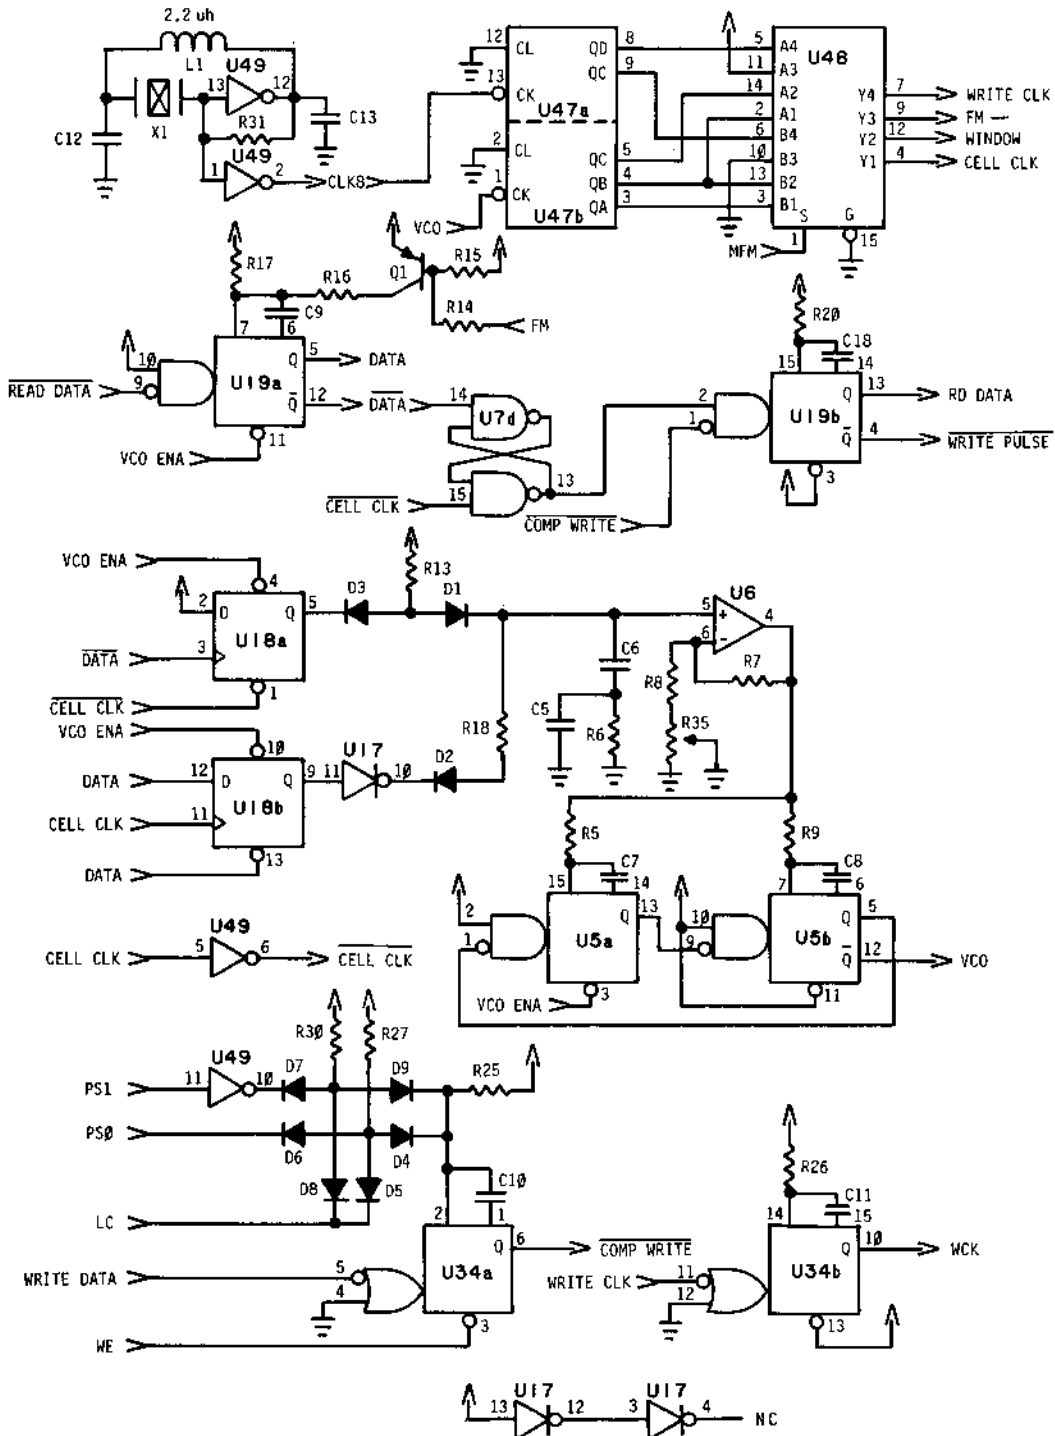 2.2 uh
L1
U49
13
12
X1
R31
C12
C13
U49
1
2
CLK8
12
CL
QD
8
13
QC
9
CK
U47a
2
CL
QC
5
1
QB
4
CK
QA
3
VCO
U47b
5
A4
U48
11
A3
14
A2
2
A1
6
B4
10
B3
13
B2
3
B1
Y4
7
WRITE CLK
Y3
9
FM
Y2
12
WINDOW
Y1
4
CELL CLK
S
G
1
15
MFM
R17
R16
Q1
R15
R14
FM
C9
7
6
10
READ DATA
9
U19a
Q
5
DATA
Q
12
DATA
11
VCO ENA
14
U7d
13
15
CELL CLK
COMP WRITE
2
1
R20
C18
15
14
U19b
Q
13
RD DATA
Q
4
WRITE PULSE
3
VCO ENA
4
2
D
Q
5
U18a
3
DATA
1
CELL CLK
D3
R13
D1
U6
5
+
4
6
-
R7
C6
R8
C5
R6
R35
R18
VCO ENA
10
U17
D2
12
D
Q
9
11
10
DATA
U18b
11
CELL CLK
13
DATA
R5
C7
15
14
2
Q
13
1
U5a
3
VCO ENA
R9
C8
7
6
10
Q
5
9
U5b
Q
12
VCO
11
U49
CELL CLK
5
6
CELL CLK
R30
R27
U49
D7
D9
R25
PS1
11
10
PS0
D6
D4
D8
D5
C10
LC
2
1
Q
6
COMP WRITE
U34a
WRITE DATA
5
4
3
WE
R26
C11
14
15
Q
10
WCK
U34b
WRITE CLK
11
12
13
U17
U17
13
12
3
4
NC